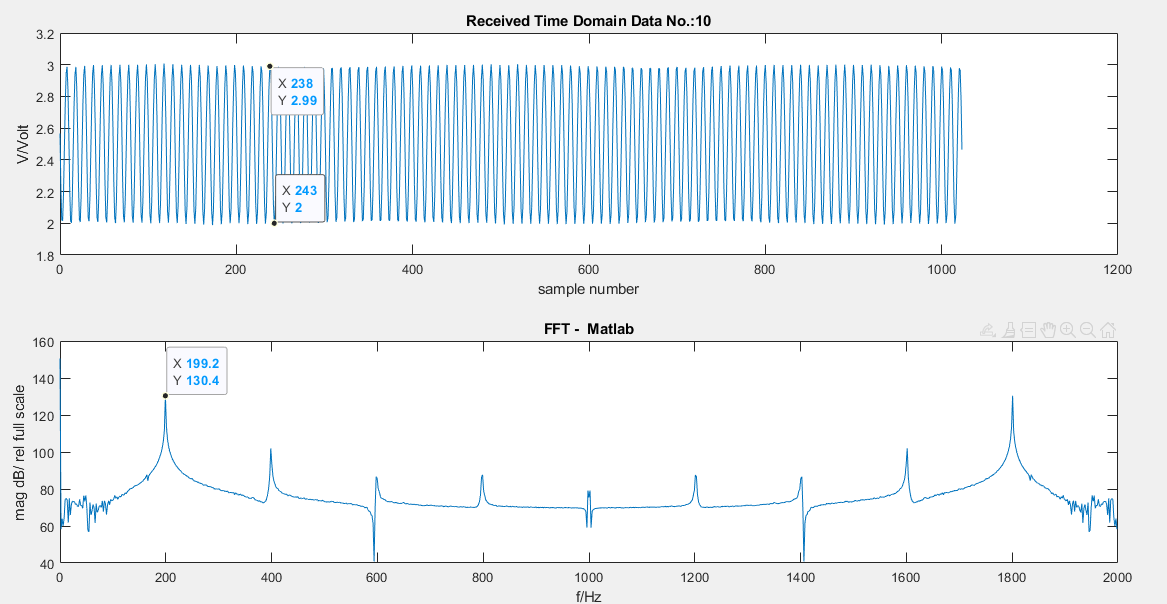 Received Time Domain Data No.:10
3.2
3
2.8
2.6
2.4
2.2
2
1.8
V/Volt
X 238
Y 2.99
X 243
Y 2
0
200
400
600
800
1000
1200
sample number
FFT - Matlab
160
140
120
100
80
60
40
mag dB/ rel full scale
X 199.2
Y 130.4
0
200
400
600
800
1000
1200
1400
1600
1800
2000
f/Hz